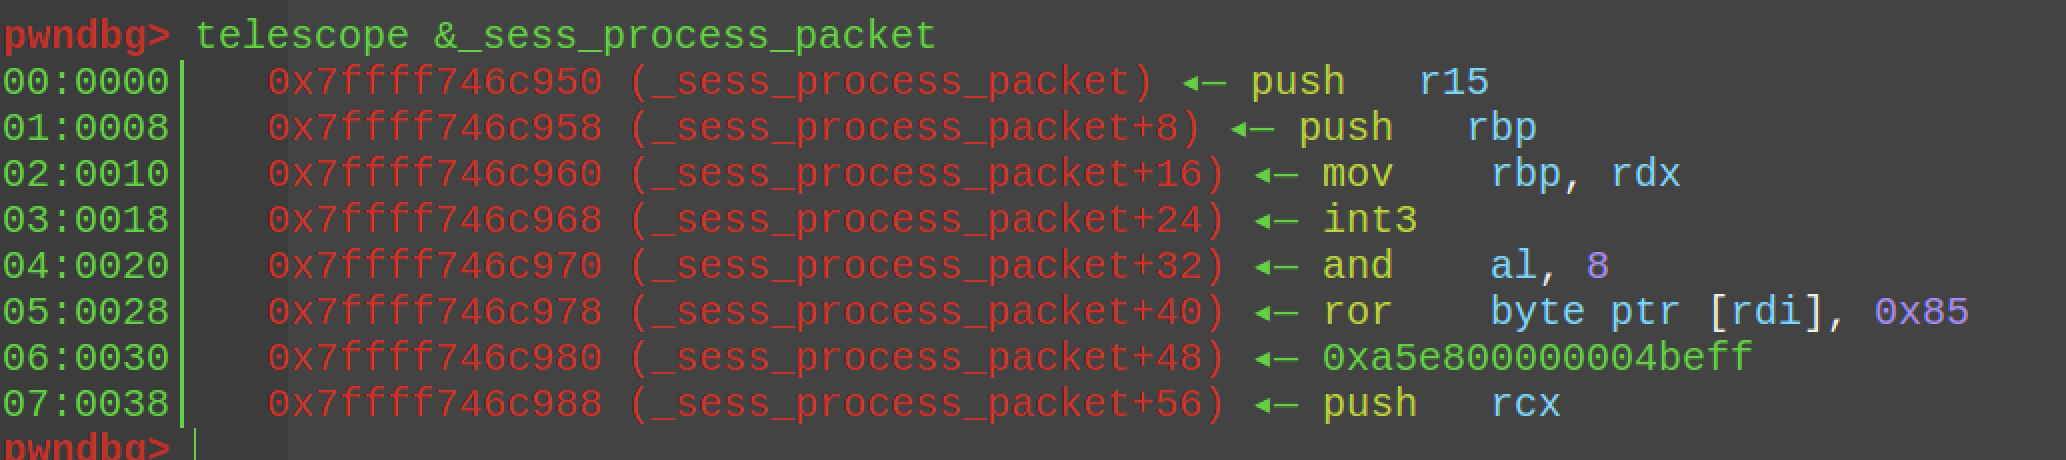 pwndbg> telescope &_sess_process_packet
00:0000│ 0x7ffff746c950 (_sess_process_packet) ◂— push r15
01:0008│ 0x7ffff746c958 (_sess_process_packet+8) ◂— push rbp
02:0010│ 0x7ffff746c960 (_sess_process_packet+16) ◂— mov rbp, rdx
03:0018│ 0x7ffff746c968 (_sess_process_packet+24) ◂— int3
04:0020│ 0x7ffff746c970 (_sess_process_packet+32) ◂— and al, 8
05:0028│ 0x7ffff746c978 (_sess_process_packet+40) ◂— ror byte ptr [rdi], 0x85
06:0030│ 0x7ffff746c980 (_sess_process_packet+48) ◂— 0xa5e800000004beff
07:0038│ 0x7ffff746c988 (_sess_process_packet+56) ◂— push rcx
pwndbg>